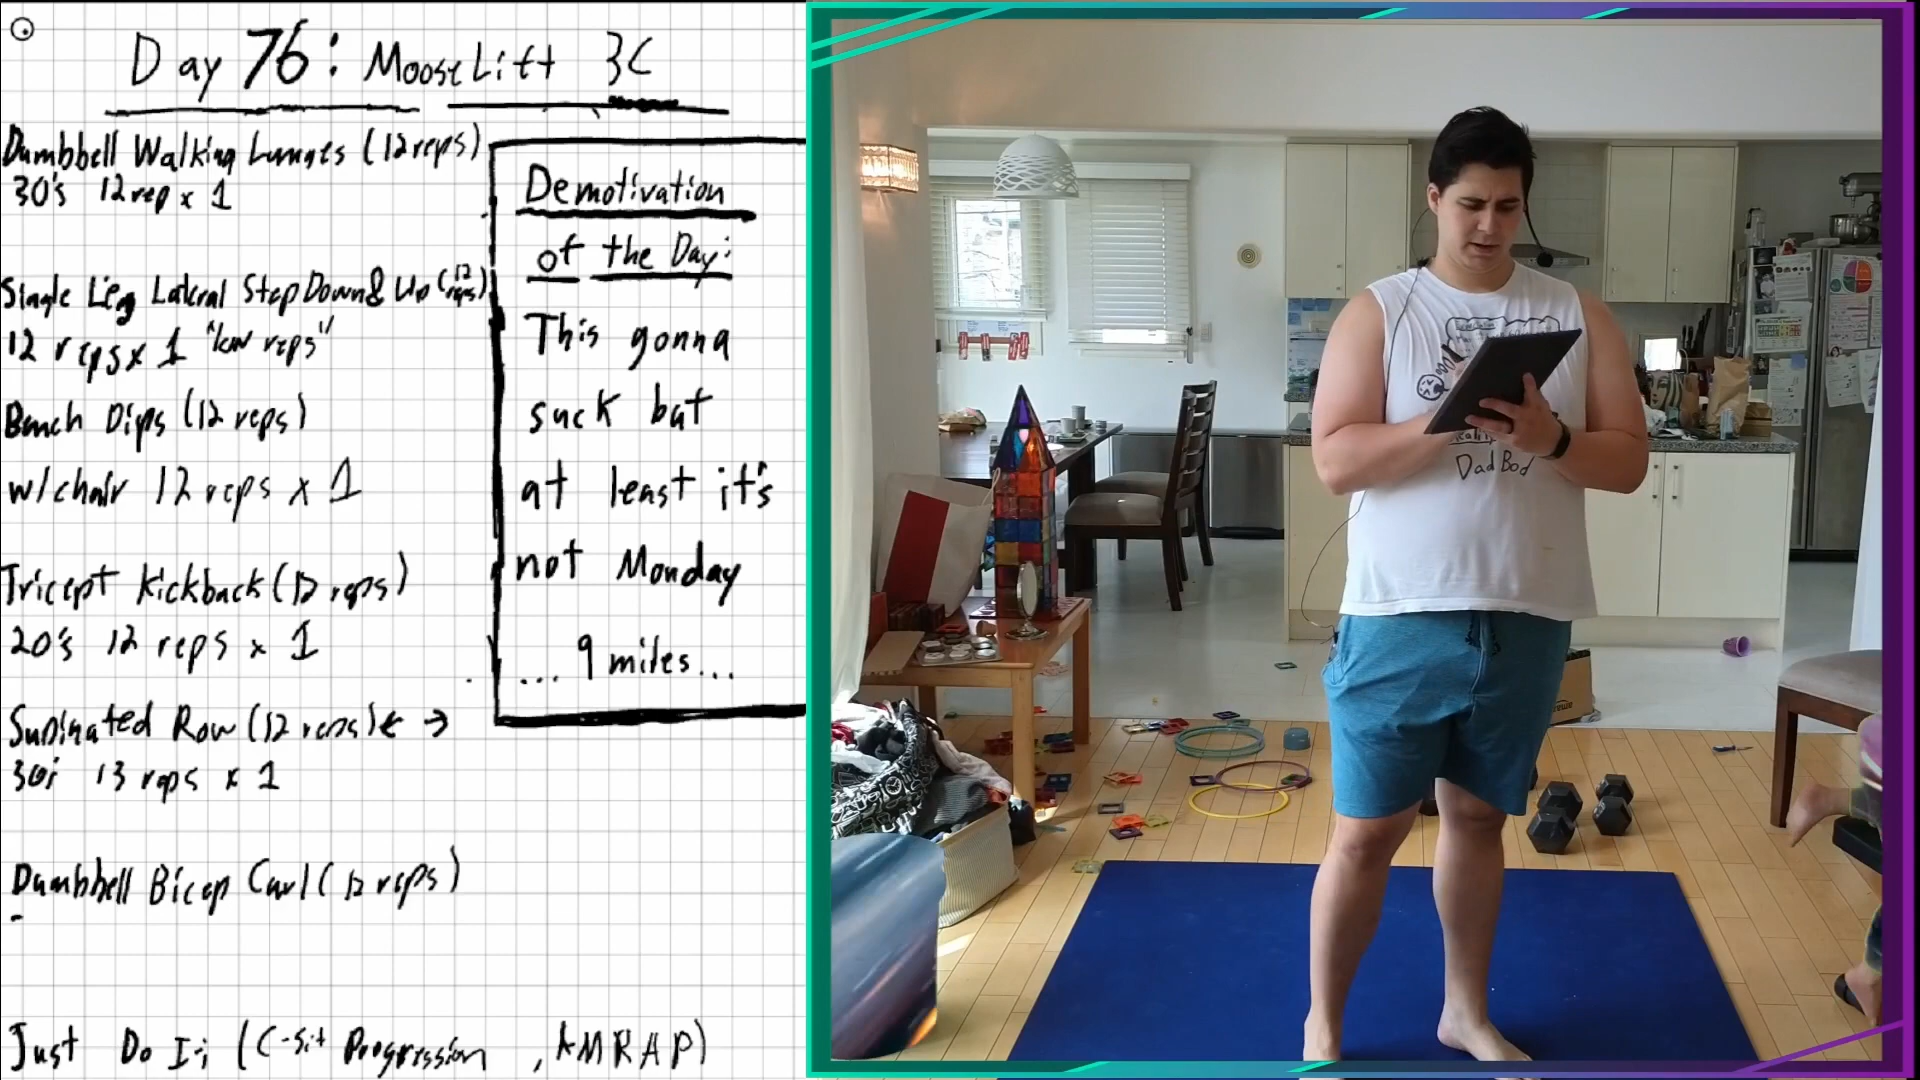 Day 76: MooseLift 3C
Dumbbell Walking Lunges (12 reps)
30's 12 rep x 1
Single Leg Lateral Step Down & Up (12 reps)
12 reps x 1 "low reps"
Bench Dips (12 reps)
w/chair 12 reps x 1
Tricept Kickback (12 reps)
20's 12 reps x 1
Supinated Row (12 reps) ← →
30's 13 reps x 1
Dumbbell Bicep Curl (12 reps)
Just Do It: (C-Sit Progression, AMRAP)
Demotivation
of the Day:
This gonna
suck but
at least it's
not Monday
... 9 miles...
Dad Bod